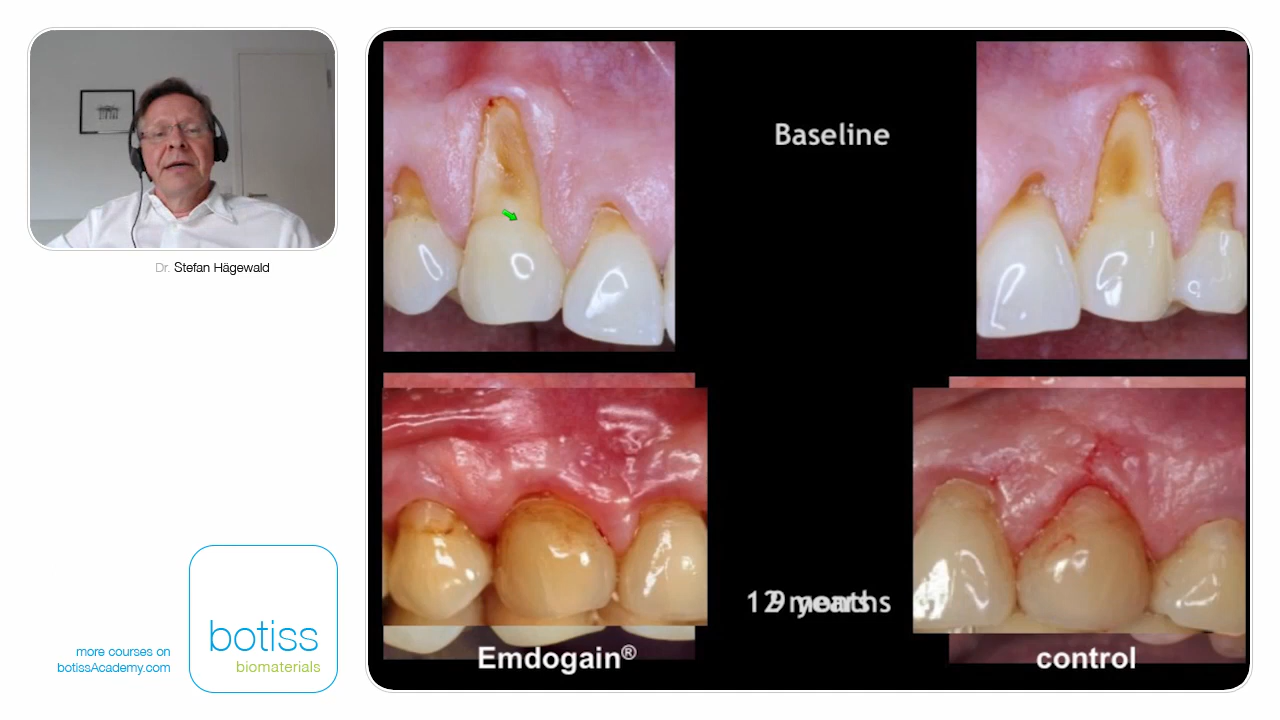 Dr. Stefan Hägewald
Baseline
Emdogain®
control
botiss
biomaterials
more courses on
botissAcademy.com